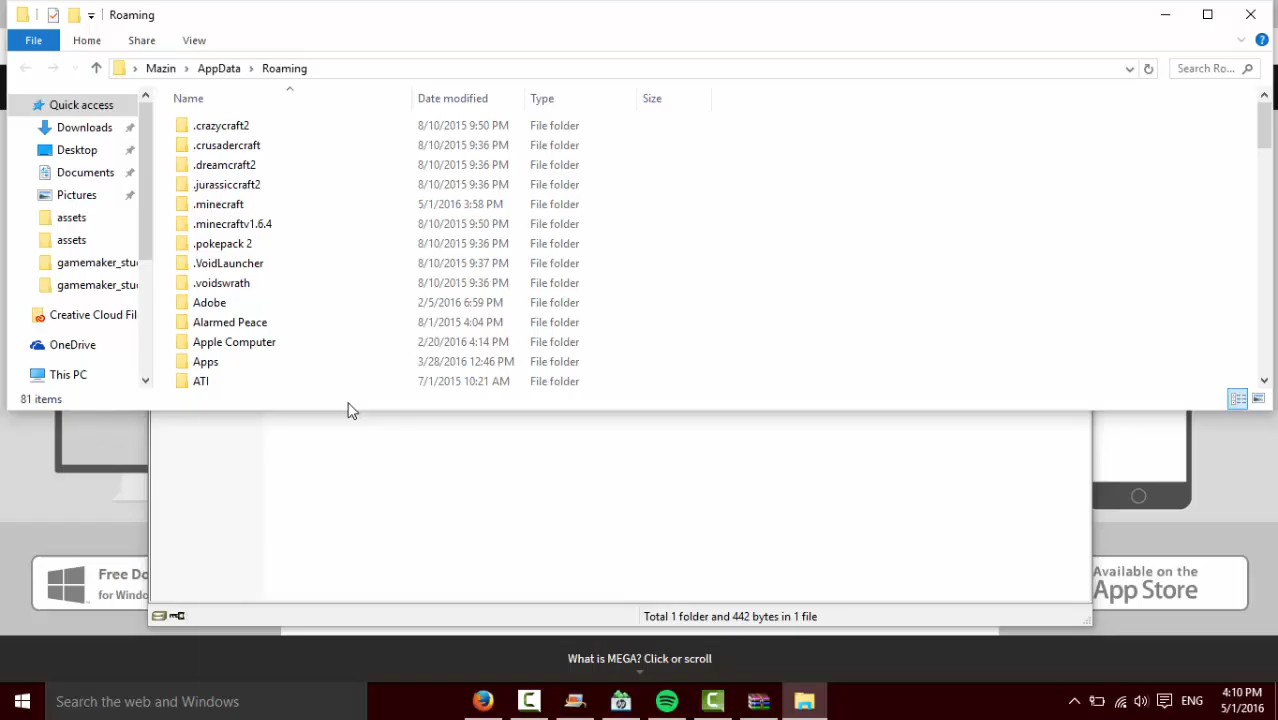 Roaming
File Home Share View
Mazin AppData Roaming Search Ro...
Name Date modified Type Size
Quick access
Downloads
Desktop
Documents
Pictures
assets
assets
gamemaker_stu
gamemaker_stu
Creative Cloud Fil
OneDrive
This PC
.crazycraft2 8/10/2015 9:50 PM File folder
.crusadercraft 8/10/2015 9:36 PM File folder
.dreamcraft2 8/10/2015 9:36 PM File folder
.jurassiccraft2 8/10/2015 9:36 PM File folder
.minecraft 5/1/2016 3:58 PM File folder
.minecraftv1.6.4 8/10/2015 9:50 PM File folder
.pokepack 2 8/10/2015 9:36 PM File folder
.VoidLauncher 8/10/2015 9:37 PM File folder
.voidswrath 8/10/2015 9:36 PM File folder
Adobe 2/5/2016 6:59 PM File folder
Alarmed Peace 8/1/2015 4:04 PM File folder
Apple Computer 2/20/2016 4:14 PM File folder
Apps 3/28/2016 12:46 PM File folder
ATI 7/1/2015 10:21 AM File folder
81 items
Free Do
for Windo
Available on the
App Store
Total 1 folder and 442 bytes in 1 file
What is MEGA? Click or scroll
Search the web and Windows
ENG
4:10 PM
5/1/2016